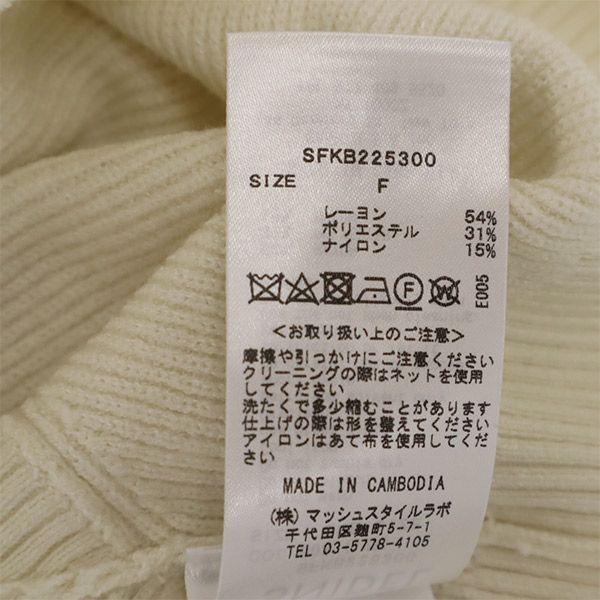 SFKB225300
SIZE F
レーヨン 54%
ポリエステル 31%
ナイロン 15%
F W E005
<お取り扱い上のご注意>
摩擦や引っかけにご注意ください
クリーニングの際はネットを使用
してください
洗たくで多少縮むことがあります
仕上げの際は形を整えてください
アイロンはあて布を使用してくだ
さい
MADE IN CAMBODIA
(株)マッシュスタイルラボ
千代田区麹町5-7-1
TEL 03-5778-4105